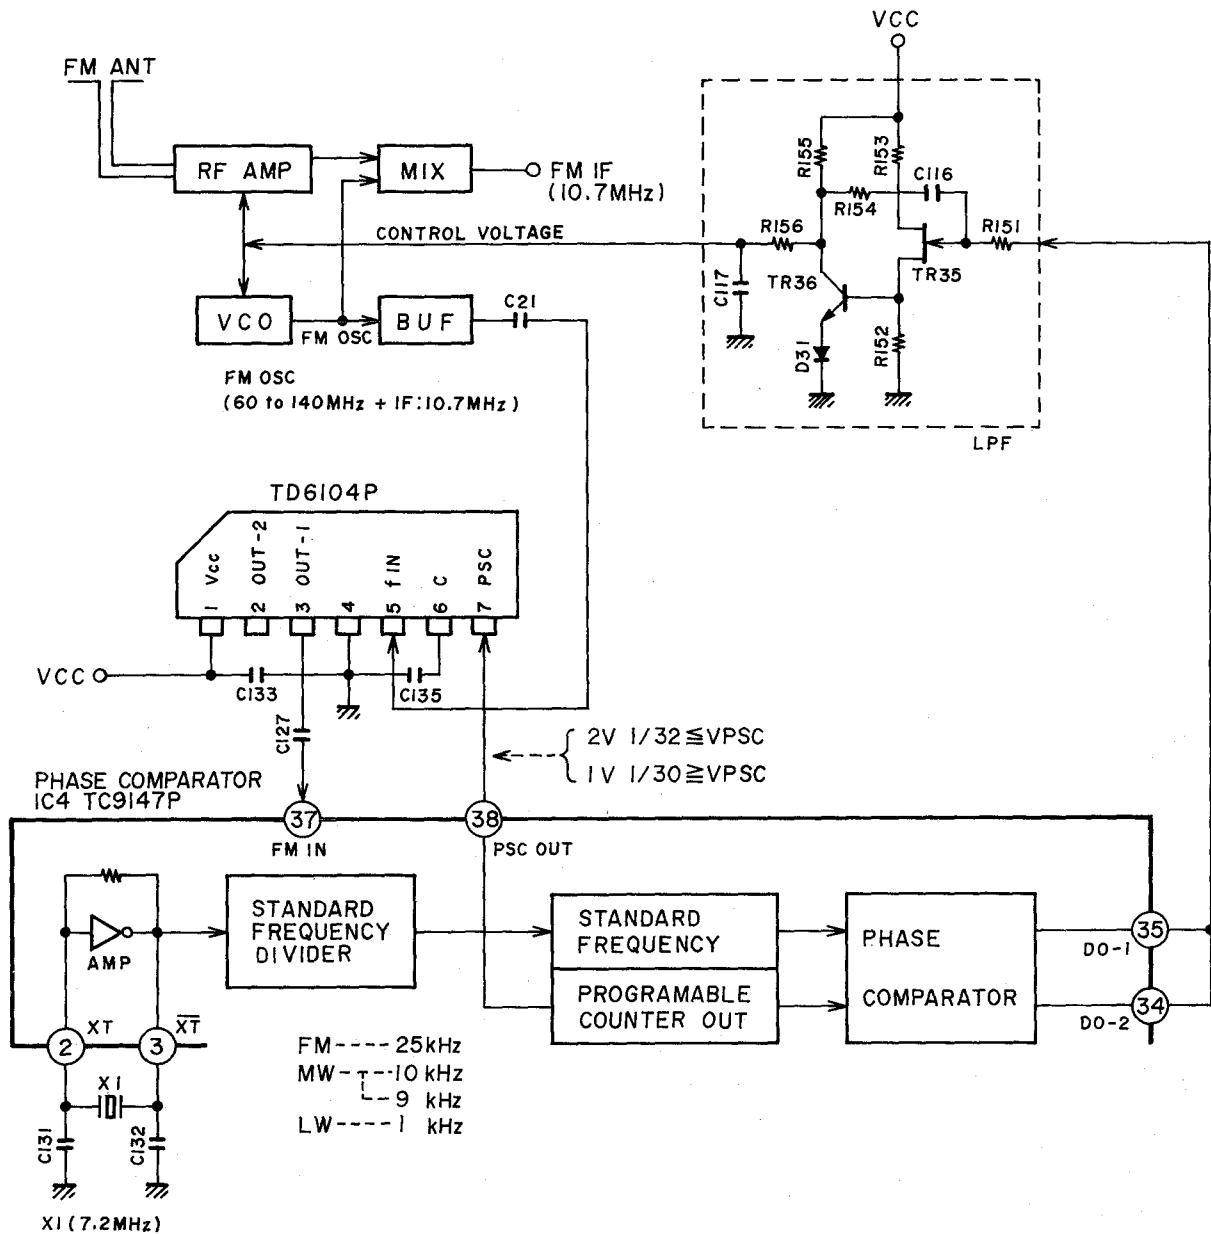 VCC
FM ANT
RF AMP
MIX
FM IF
(10.7MHz)
R155
R153
C116
R154
R156
R151
CONTROL VOLTAGE
TR36
TR35
C117
VCO
BUF
C21
FM OSC
R152
D31
FM OSC
(60 to 140MHz + IF:10.7MHz)
LPF
TD6104P
Vcc
OUT-2
OUT-1
fIN
C
PSC
1
2
3
4
5
6
7
VCC
C133
C135
C127
2V 1/32≦VPSC
1V 1/30≧VPSC
PHASE COMPARATOR
IC4 TC9147P
37
38
FM IN
PSC OUT
AMP
STANDARD
FREQUENCY
DIVIDER
STANDARD
FREQUENCY
PROGRAMABLE
COUNTER OUT
PHASE
COMPARATOR
35
DO-1
34
DO-2
XT
XT
2
3
FM----25kHz
MW----10 kHz
--9 kHz
LW----1 kHz
X1
C131
C132
X1(7.2MHz)